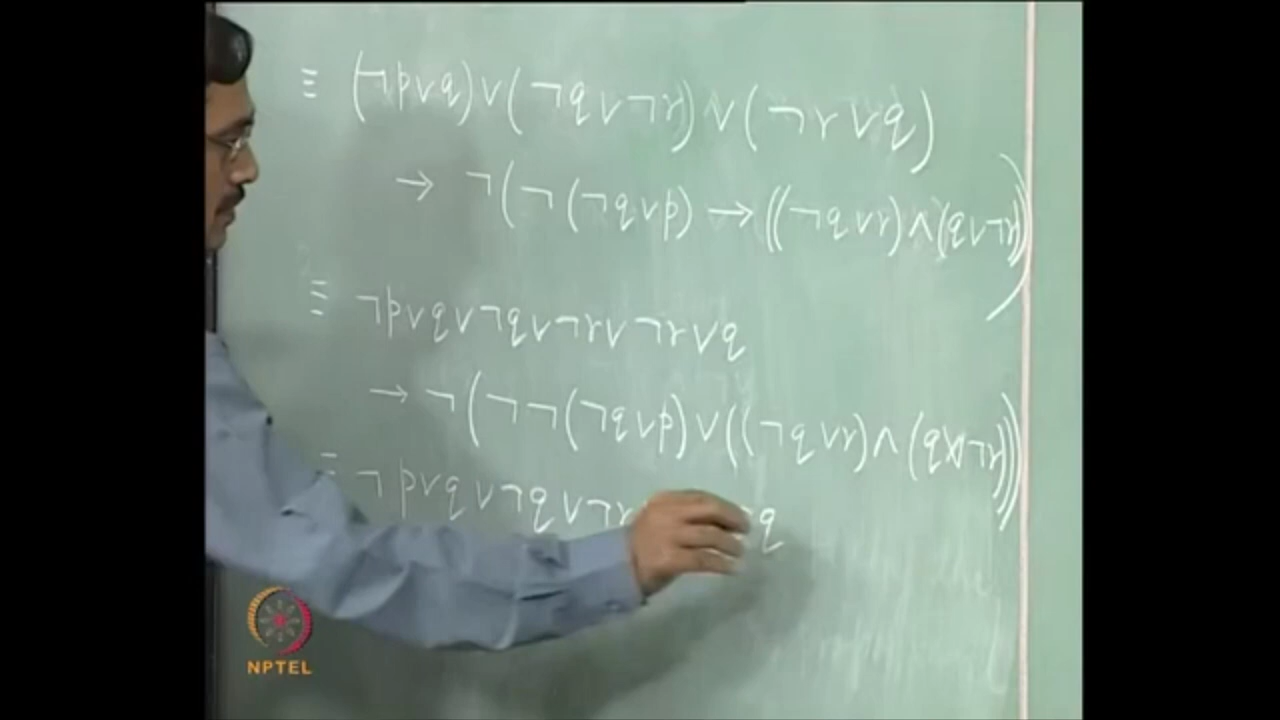 ≡ (¬p∨q)∨(¬q∨¬r)∨(¬r∨q)
→ ¬(¬(¬q∨p)→((¬q∨r)∧(q∨¬r)))
≡ ¬p∨q∨¬q∨¬r∨¬r∨q
→ ¬(¬¬(¬q∨p)∨((¬q∨r)∧(q∨¬r)))
≡ ¬p∨q∨¬q∨¬r q
NPTEL